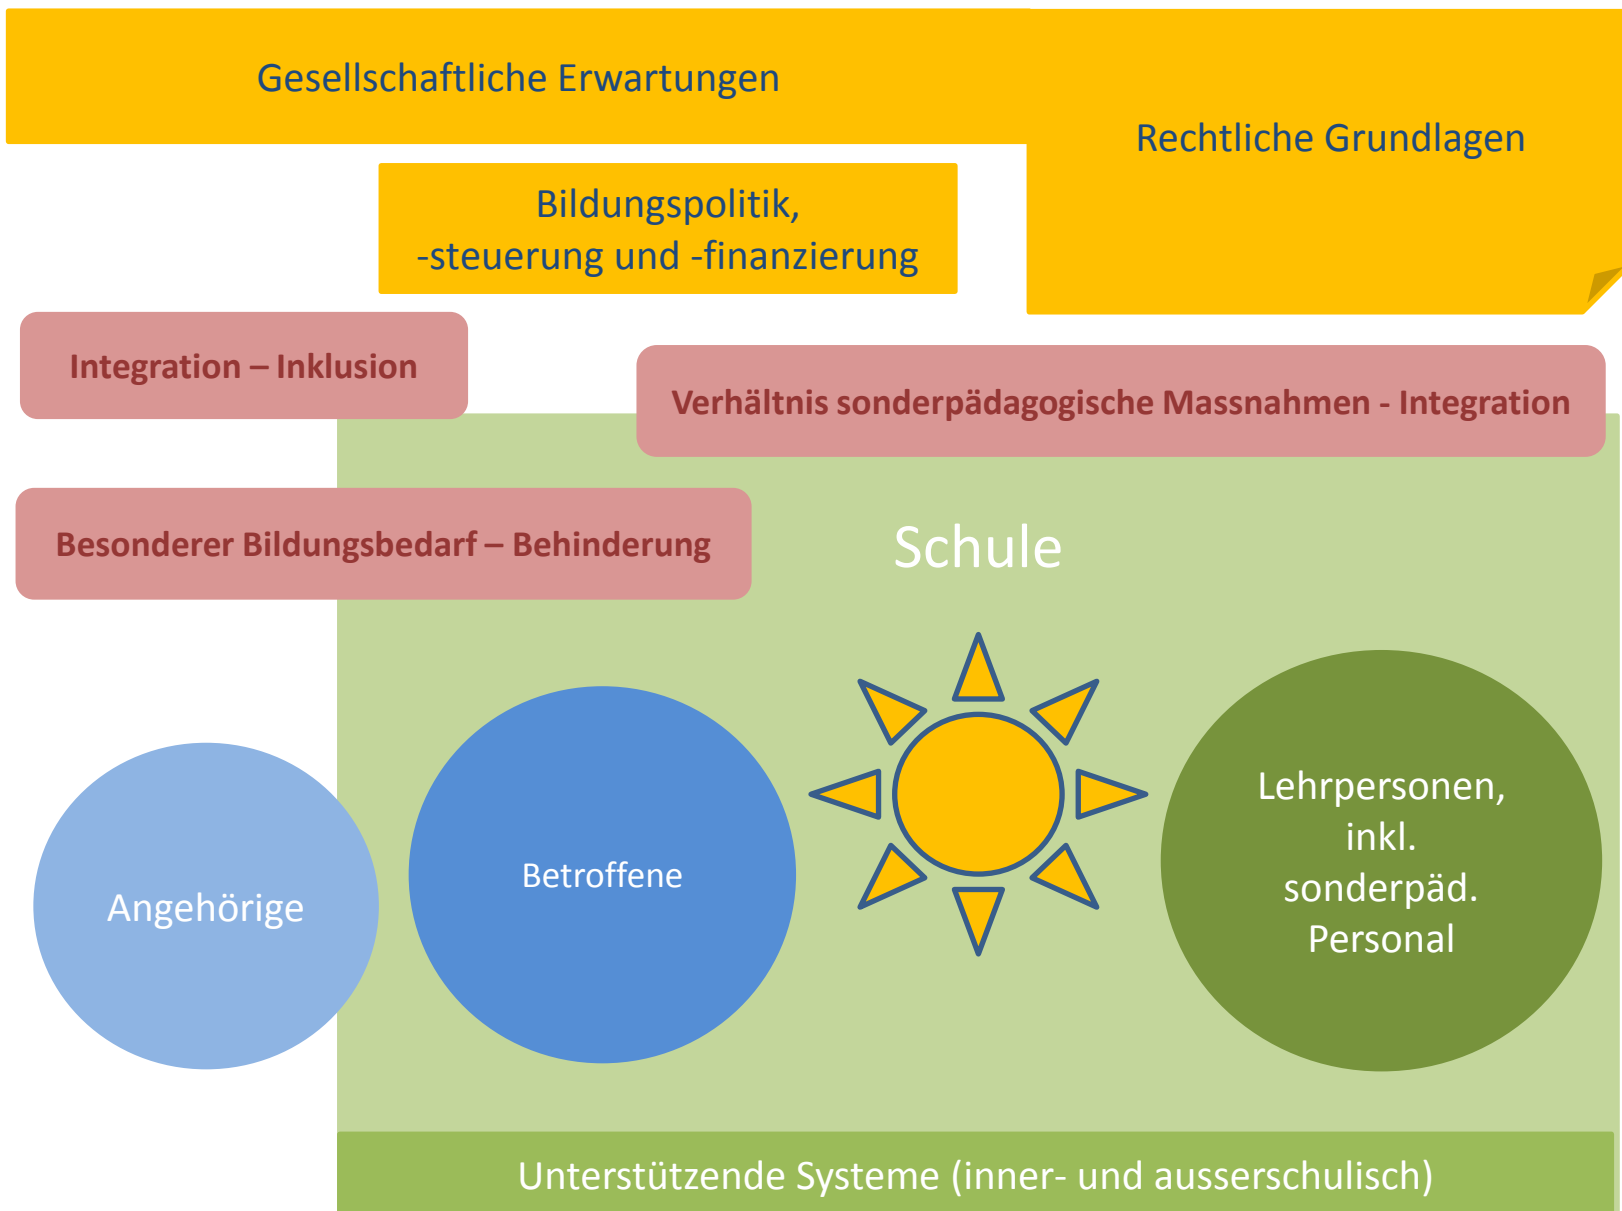 Gesellschaftliche Erwartungen
Rechtliche Grundlagen
Bildungspolitik,
-steuerung und -finanzierung
Integration – Inklusion
Verhältnis sonderpädagogische Massnahmen - Integration
Besonderer Bildungsbedarf – Behinderung
Schule
Angehörige
Betroffene
Lehrpersonen,
inkl.
sonderpäd.
Personal
Unterstützende Systeme (inner- und ausserschulisch)